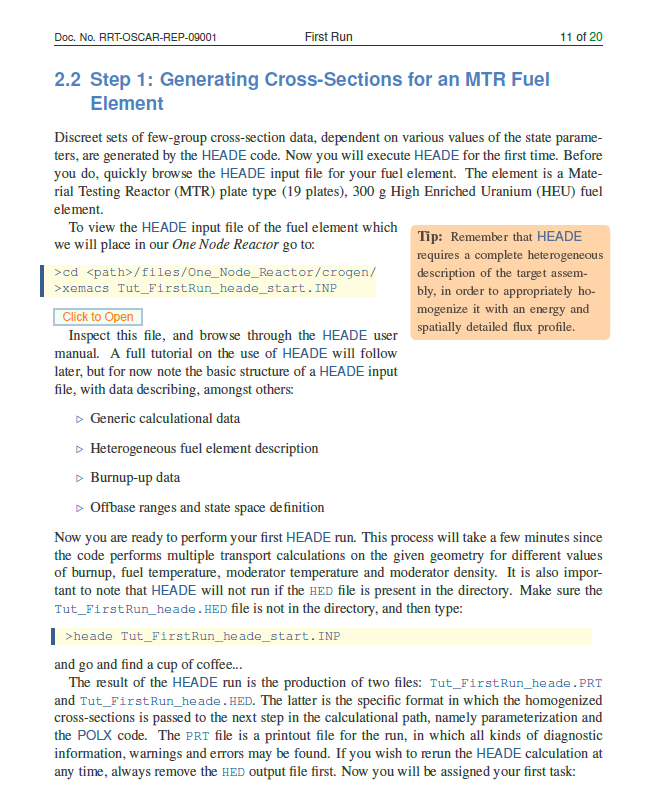 Doc. No. RRT-OSCAR-REP-09001 First Run 11 of 20
2.2 Step 1: Generating Cross-Sections for an MTR Fuel
Element
Discreet sets of few-group cross-section data, dependent on various values of the state parame-
ters, are generated by the HEADE code. Now you will execute HEADE for the first time. Before
you do, quickly browse the HEADE input file for your fuel element. The element is a Mate-
rial Testing Reactor (MTR) plate type (19 plates), 300 g High Enriched Uranium (HEU) fuel
element.
To view the HEADE input file of the fuel element which
we will place in our One Node Reactor go to:
>cd <path>/files/One_Node_Reactor/crogen/
>xemacs Tut_FirstRun_heade_start.INP
Click to Open
Inspect this file, and browse through the HEADE user
manual. A full tutorial on the use of HEADE will follow
later, but for now note the basic structure of a HEADE input
file, with data describing, amongst others:
Tip: Remember that HEADE
requires a complete heterogeneous
description of the target assem-
bly, in order to appropriately ho-
mogenize it with an energy and
spatially detailed flux profile.
▷ Generic calculational data
▷ Heterogeneous fuel element description
▷ Burnup-up data
▷ Offbase ranges and state space definition
Now you are ready to perform your first HEADE run. This process will take a few minutes since
the code performs multiple transport calculations on the given geometry for different values
of burnup, fuel temperature, moderator temperature and moderator density. It is also impor-
tant to note that HEADE will not run if the HED file is present in the directory. Make sure the
Tut_FirstRun_heade.HED file is not in the directory, and then type:
>heade Tut_FirstRun_heade_start.INP
and go and find a cup of coffee...
The result of the HEADE run is the production of two files: Tut_FirstRun_heade.PRT
and Tut_FirstRun_heade.HED. The latter is the specific format in which the homogenized
cross-sections is passed to the next step in the calculational path, namely parameterization and
the POLX code. The PRT file is a printout file for the run, in which all kinds of diagnostic
information, warnings and errors may be found. If you wish to rerun the HEADE calculation at
any time, always remove the HED output file first. Now you will be assigned your first task: